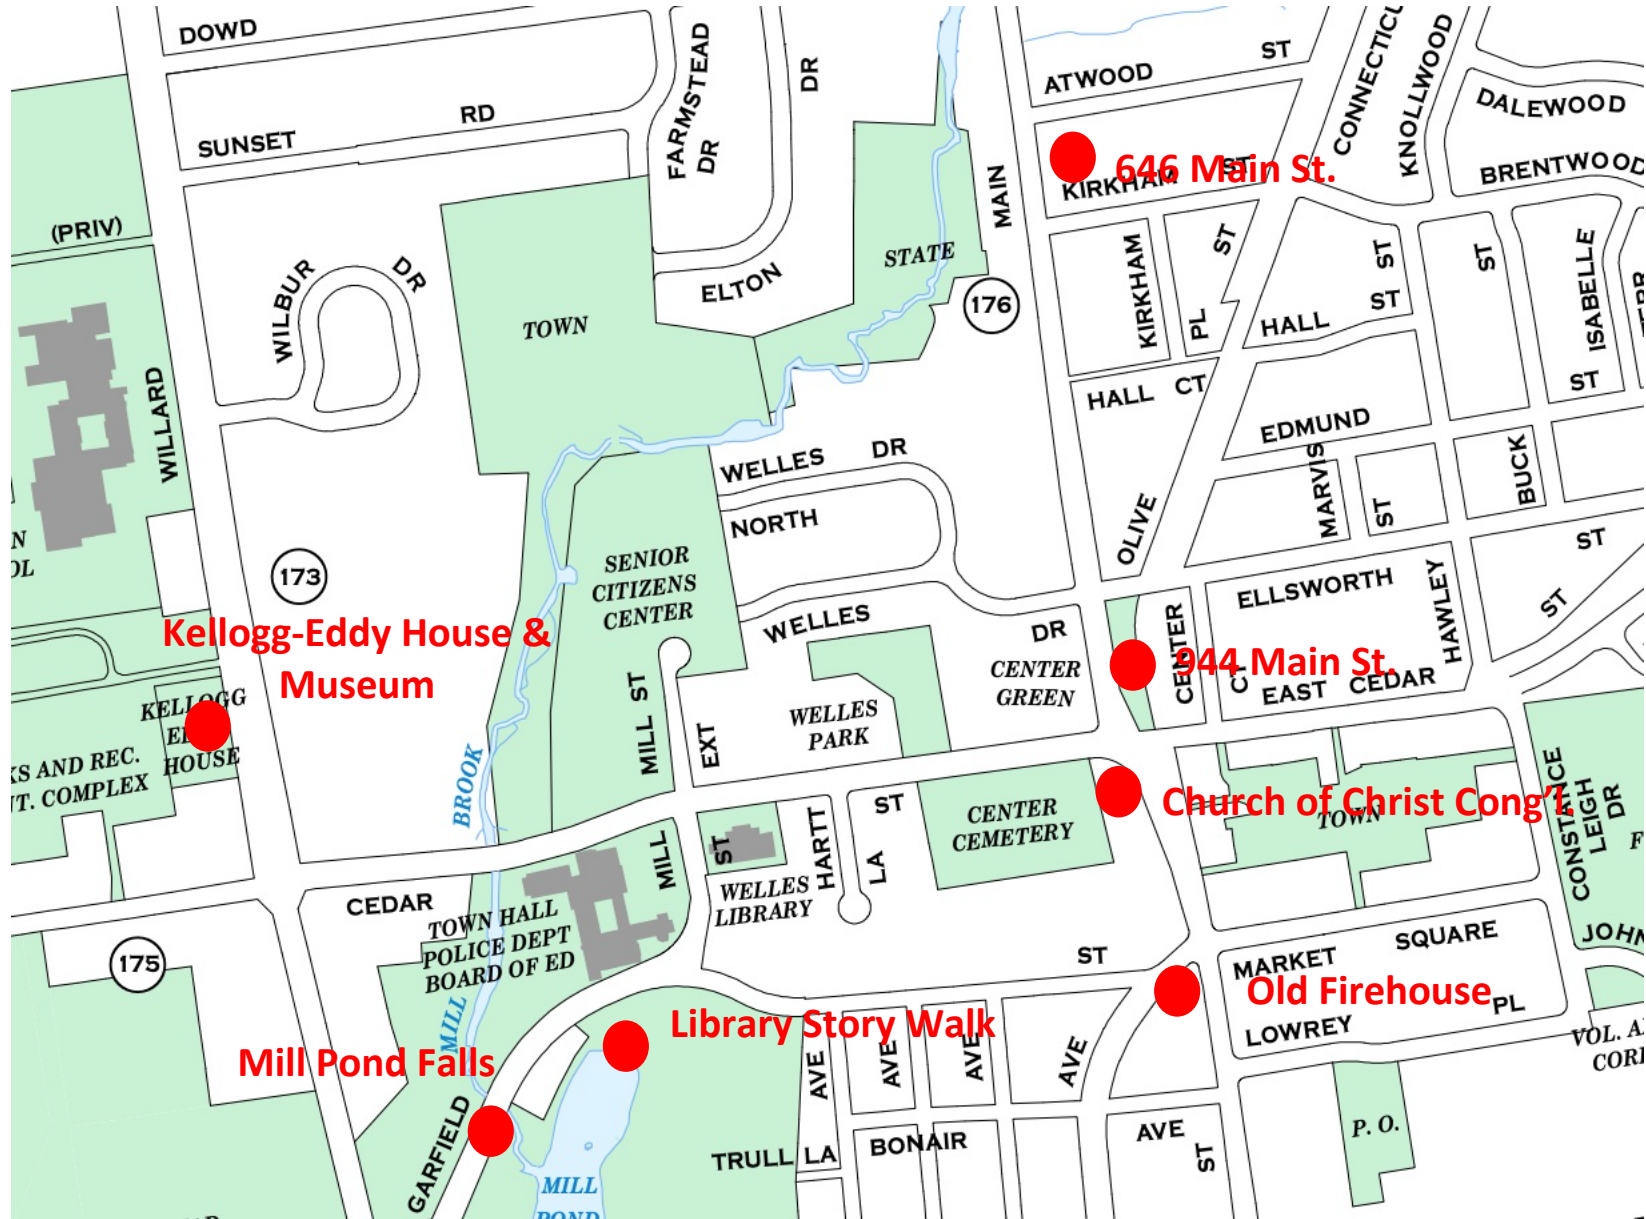 DOWD
SUNSET
RD
FARMSTEAD
DR
DR
ATWOOD
ST
CONNECTICU
KNOLLWOOD
DALEWOOD
BRENTWOOD
(PRIV)
646 Main St.
KIRKHAM ST
MAIN
WILBUR
DR
ELTON
STATE
TOWN
176
KIRKHAM
PL
ST
HALL
ST
ST
ST
ISABELLE
ST
HALL CT
WILLARD
EDMUND
WELLES DR
NORTH
OLIVE
MARVIS
ST
BUCK
ST
173
SENIOR
CITIZENS
CENTER
ELLSWORTH
HAWLEY
ST
Kellogg-Eddy House &
Museum
WELLES
DR
CENTER
GREEN
944 Main St.
CENTER
CT
EAST CEDAR
KELLOGG
HOUSE
KS AND REC.
COMPLEX
MILL ST
EXT
WELLES
PARK
BROOK
Church of Christ Cong'l.
TOWN
CONSTANCE
LEIGH
DR
ST
CENTER
CEMETERY
HARTT
LA
MILL
ST
WELLES
LIBRARY
CEDAR
TOWN HALL
POLICE DEPT
BOARD OF ED
175
ST
MARKET SQUARE
JOHN
Old Firehouse
LOWREY
PL
Library Story Walk
Mill Pond Falls
MILL
AVE
AVE
AVE
AVE
GARFIELD
TRULL LA
BONAIR
AVE
ST
P. O.
MILL
POND